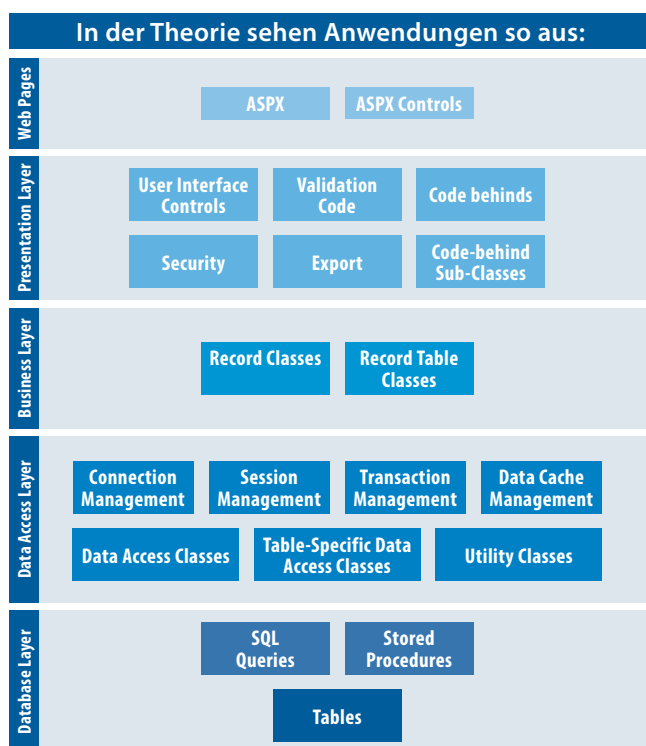 In der Theorie sehen Anwendungen so aus:
Web Pages
ASPX
ASPX Controls
Presentation Layer
User Interface
Controls
Validation
Code
Code behinds
Security
Export
Code-behind
Sub-Classes
Business Layer
Record Classes
Record Table
Classes
Data Access Layer
Connection
Management
Session
Management
Transaction
Management
Data Cache
Management
Data Access Classes
Table-Specific Data
Access Classes
Utility Classes
Database Layer
SQL
Queries
Stored
Procedures
Tables